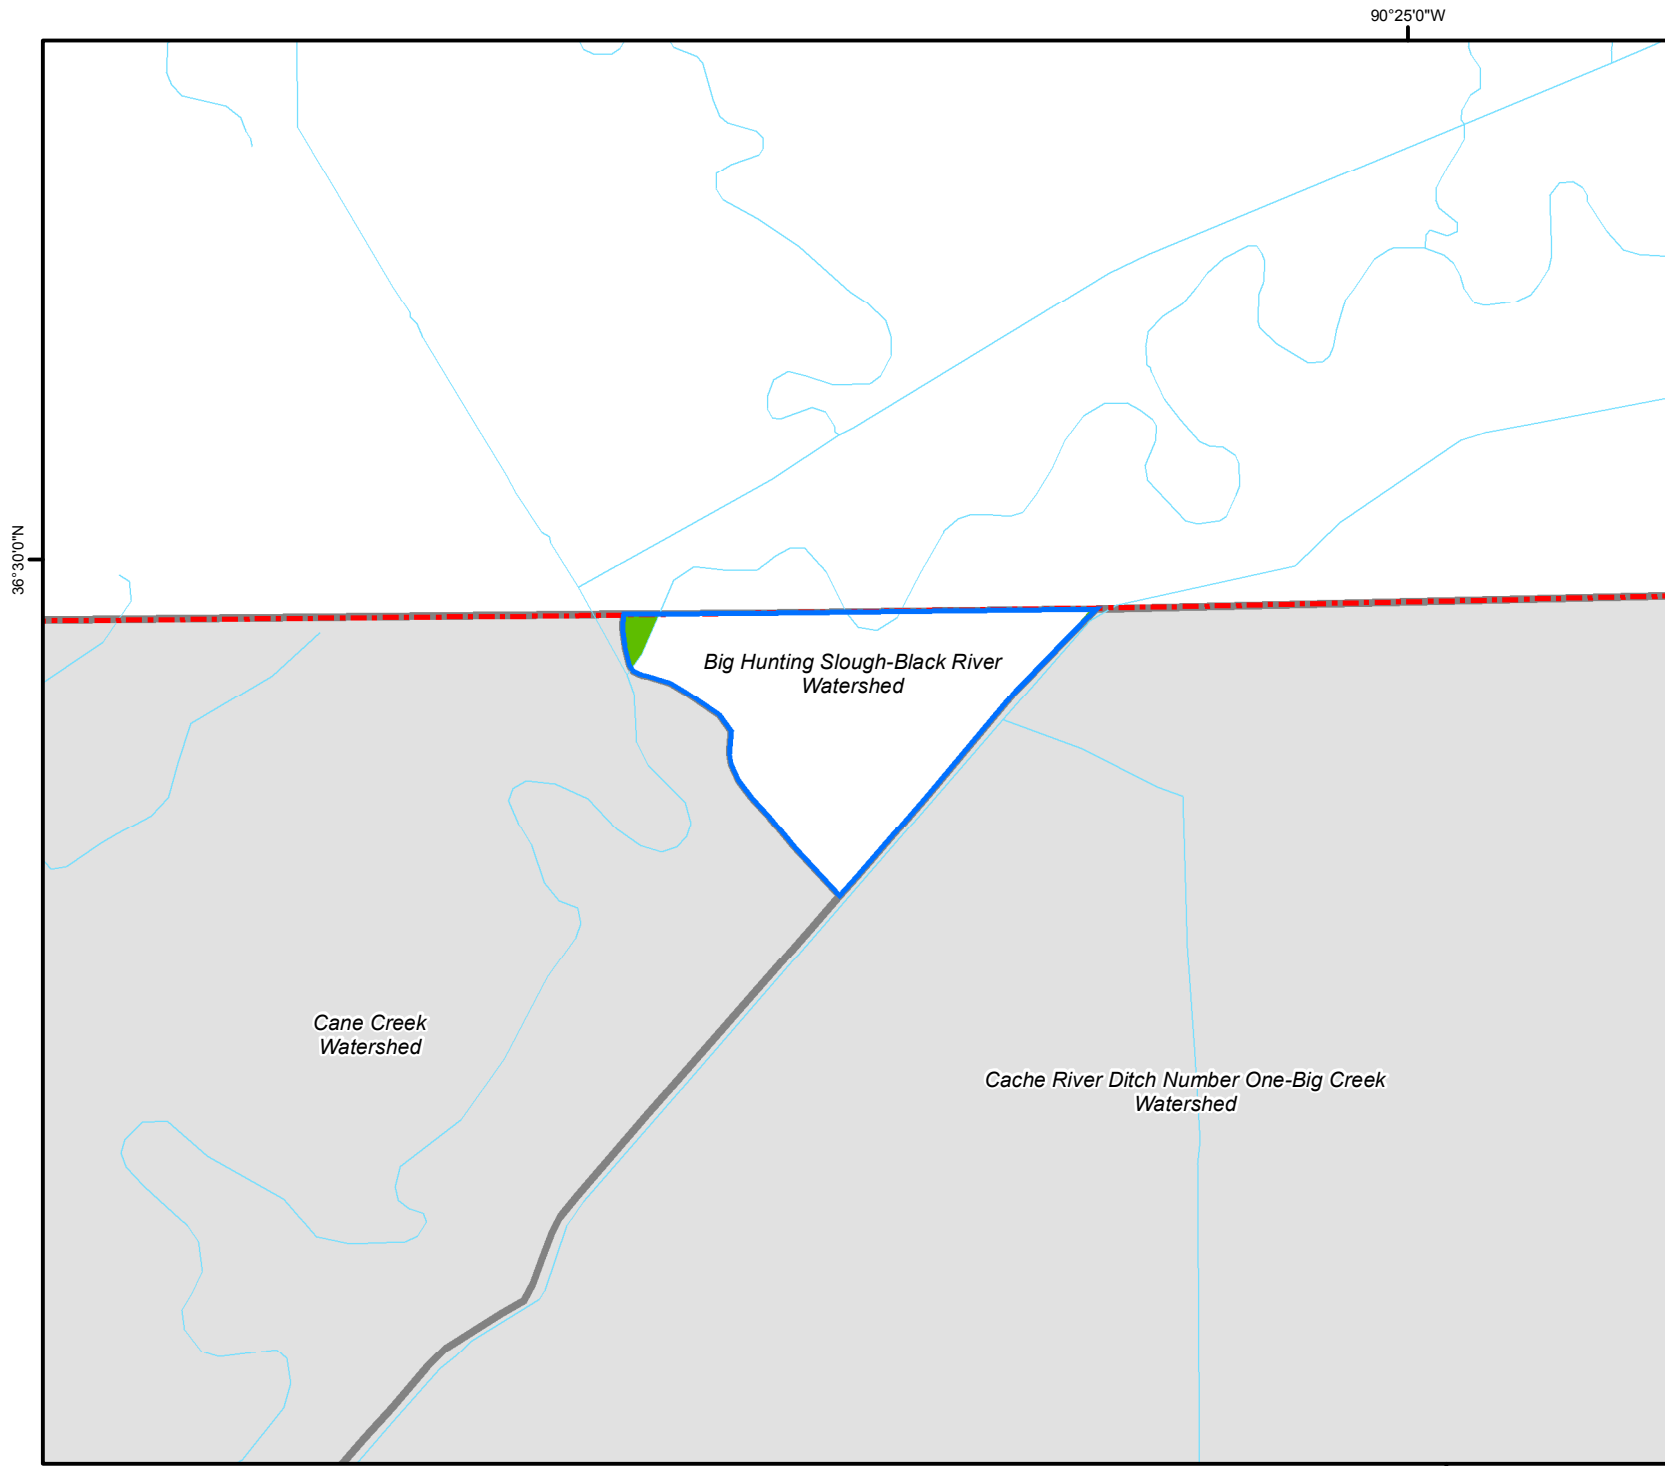 90°25'0"W
36°30'0"N
Big Hunting Slough-Black River
Watershed
Cane Creek
Watershed
Cache River Ditch Number One-Big Creek
Watershed